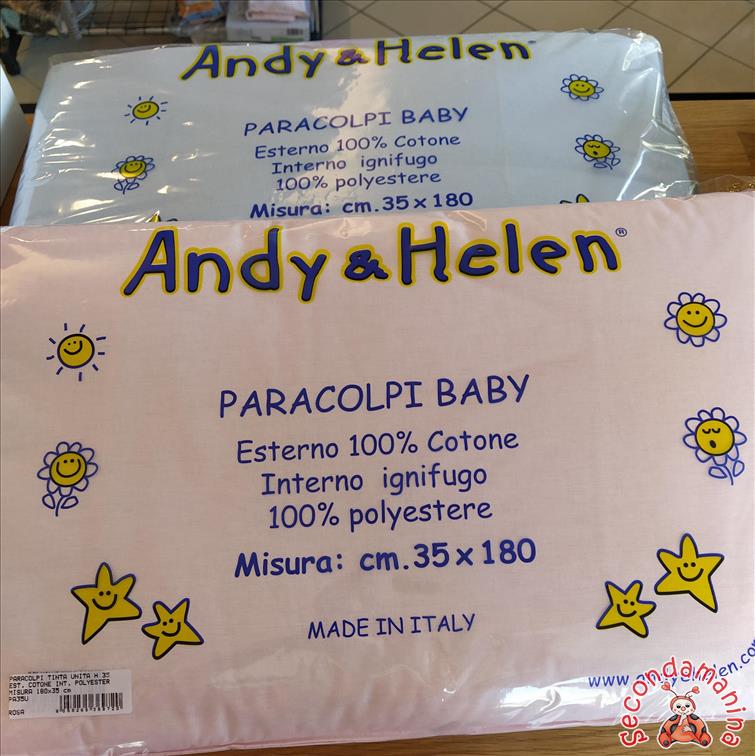 Andy & Helen
PARACOLPI BABY
Esterno 100% Cotone
Interno ignifugo
100% polyestere
Misura: cm.35 x 180
Andy & Helen®
PARACOLPI BABY
Esterno 100% Cotone
Interno ignifugo
100% polyestere
Misura: cm.35 x 180
MADE IN ITALY
PARACOLPI TINTA UNITA H 35
EST. COTONE INT. POLYESTER
MISURA 180x35 cm
PA35U
ROSA
secondamanina